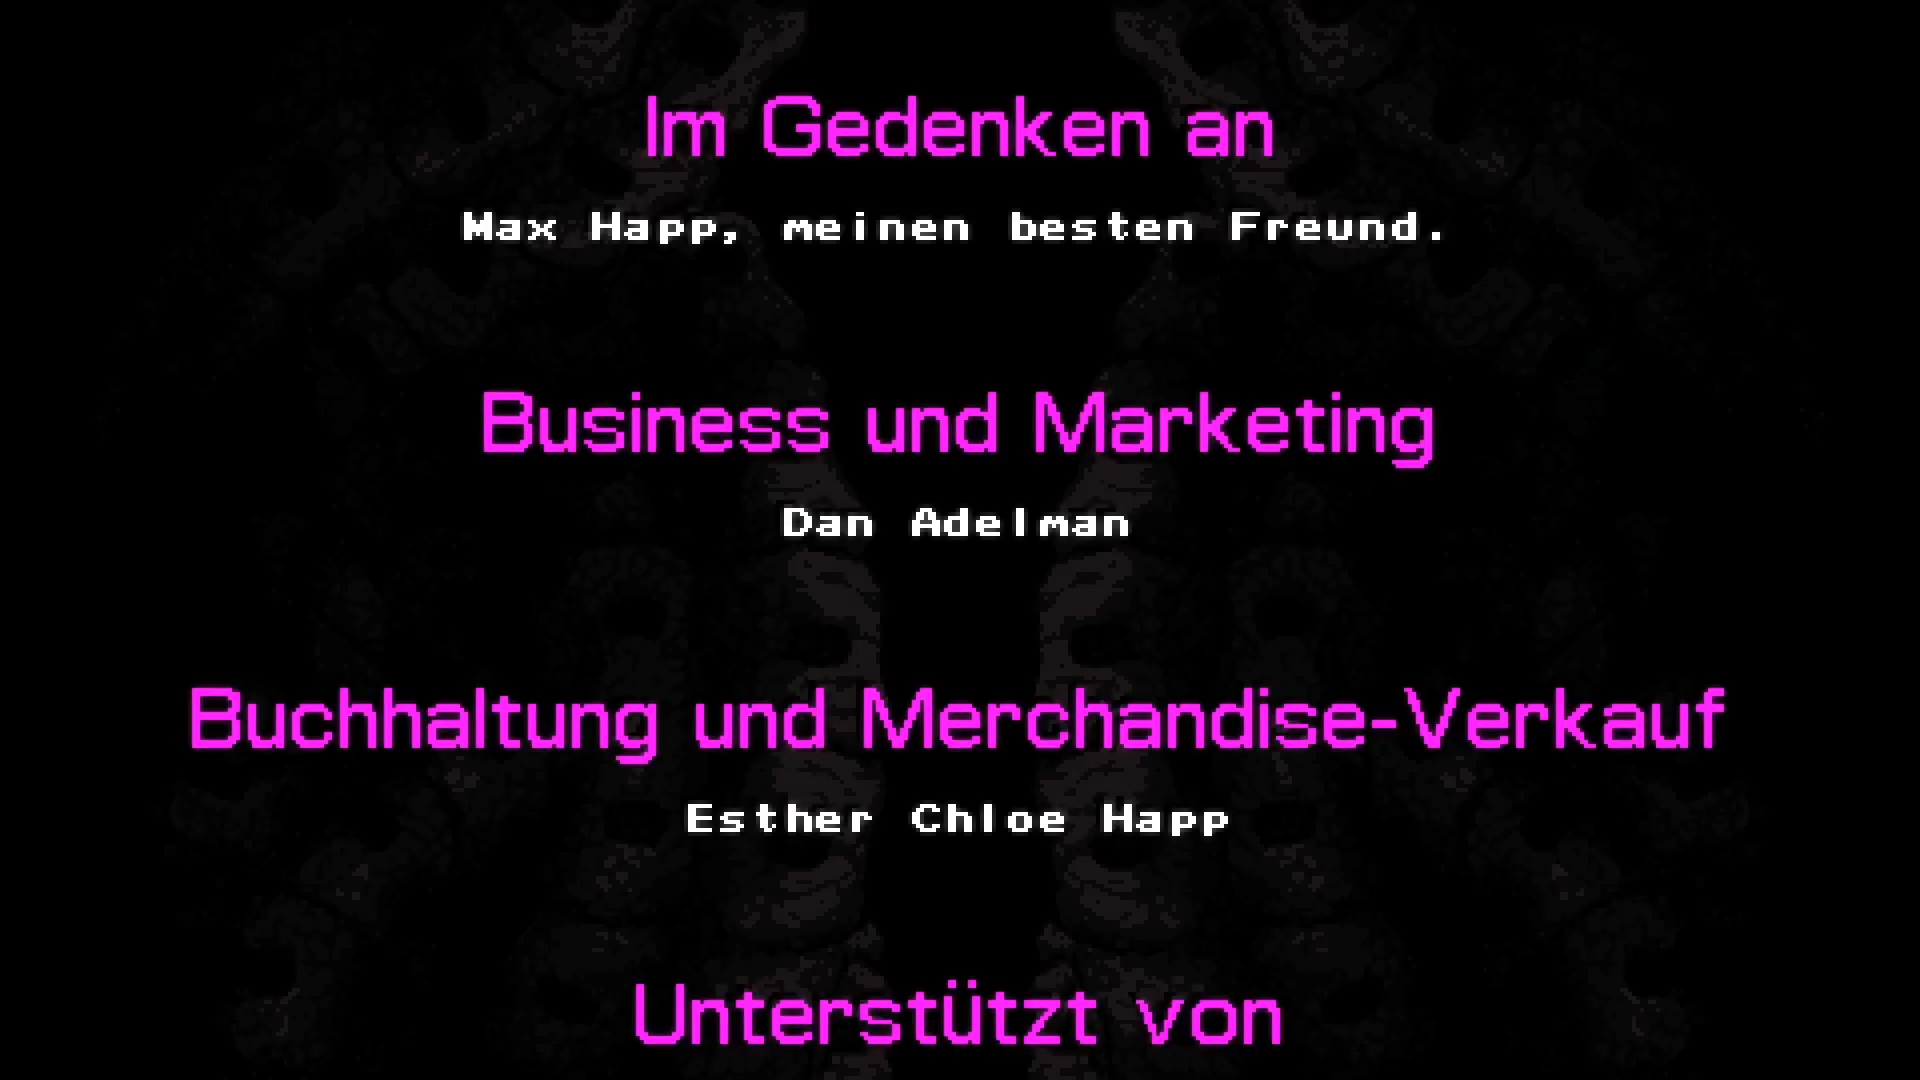 Im Gedenken an
Max Happ, meinen besten Freund.
Business und Marketing
Dan Adelman
Buchhaltung und Merchandise-Verkauf
Esther Chloe Happ
Unterstützt von